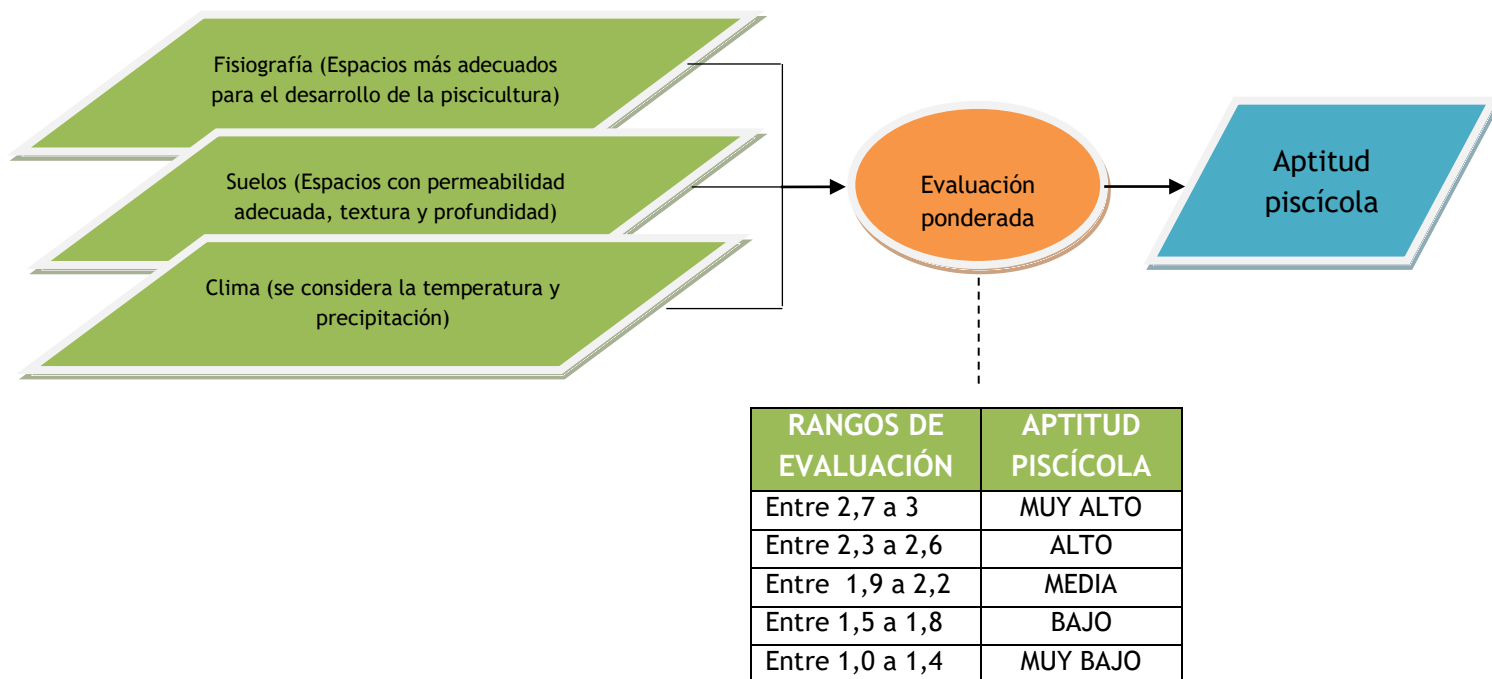 Fisiografía (Espacios más adecuados
para el desarrollo de la piscicultura)
Suelos (Espacios con permeabilidad
adecuada, textura y profundidad)
Clima (se considera la temperatura y
precipitación)
Evaluación
ponderada
Aptitud
piscícola
RANGOS DE
EVALUACIÓN
APTITUD
PISCÍCOLA
Entre 2,7 a 3 MUY ALTO
Entre 2,3 a 2,6 ALTO
Entre 1,9 a 2,2 MEDIA
Entre 1,5 a 1,8 BAJO
Entre 1,0 a 1,4 MUY BAJO